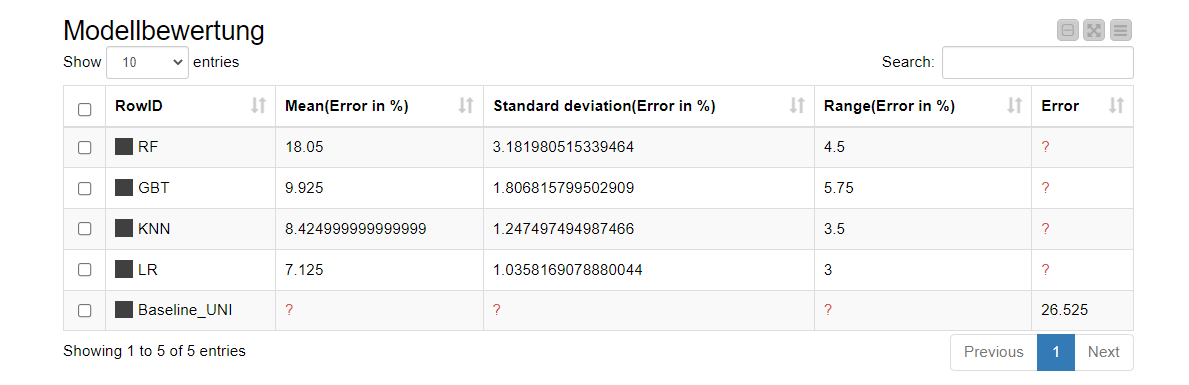 Modellbewertung
Show 10 entries Search:
RowID Mean(Error in %) Standard deviation(Error in %) Range(Error in %) Error
RF 18.05 3.181980515339464 4.5 ?
GBT 9.925 1.806815799502909 5.75 ?
KNN 8.424999999999999 1.247497494987466 3.5 ?
LR 7.125 1.0358169078880044 3 ?
Baseline_UNI ? ? ? 26.525
Showing 1 to 5 of 5 entries Previous 1 Next